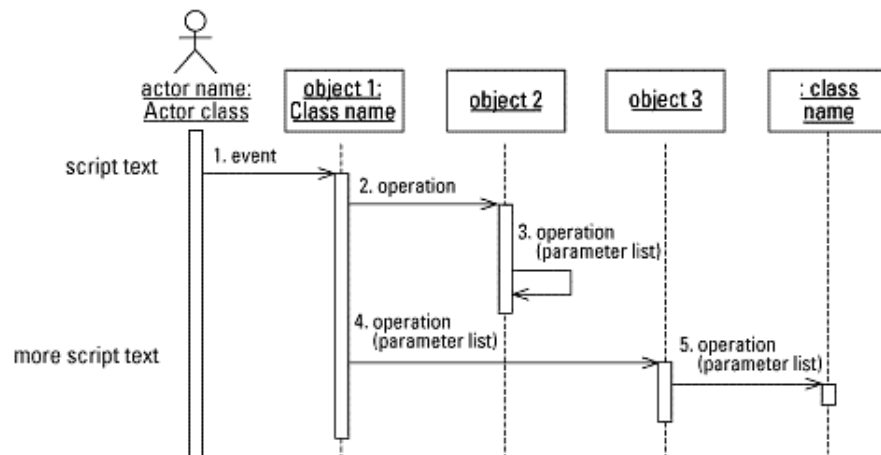 actor name:
Actor class
object 1:
Class name
object 2
object 3
: class
name
script text
1. event
2. operation
3. operation
(parameter list)
4. operation
(parameter list)
more script text
5. operation
(parameter list)